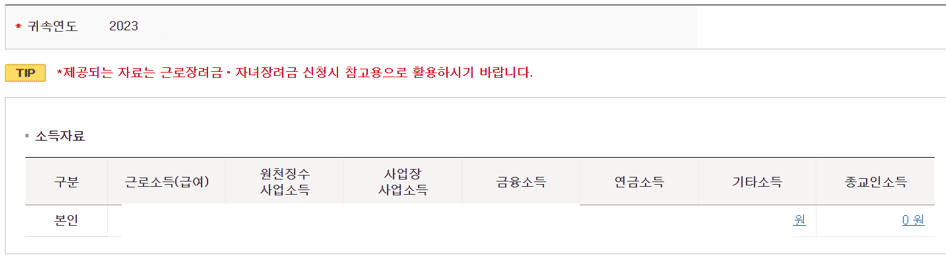 * 귀속연도 2023
TIP *제공되는 자료는 근로장려금·자녀장려금 신청시 참고용으로 활용하시기 바랍니다.
소득자료
구분 근로소득(급여) 원천징수 사업소득 사업장 사업소득 금융소득 연금소득 기타소득 종교인소득
본인 원 0 원